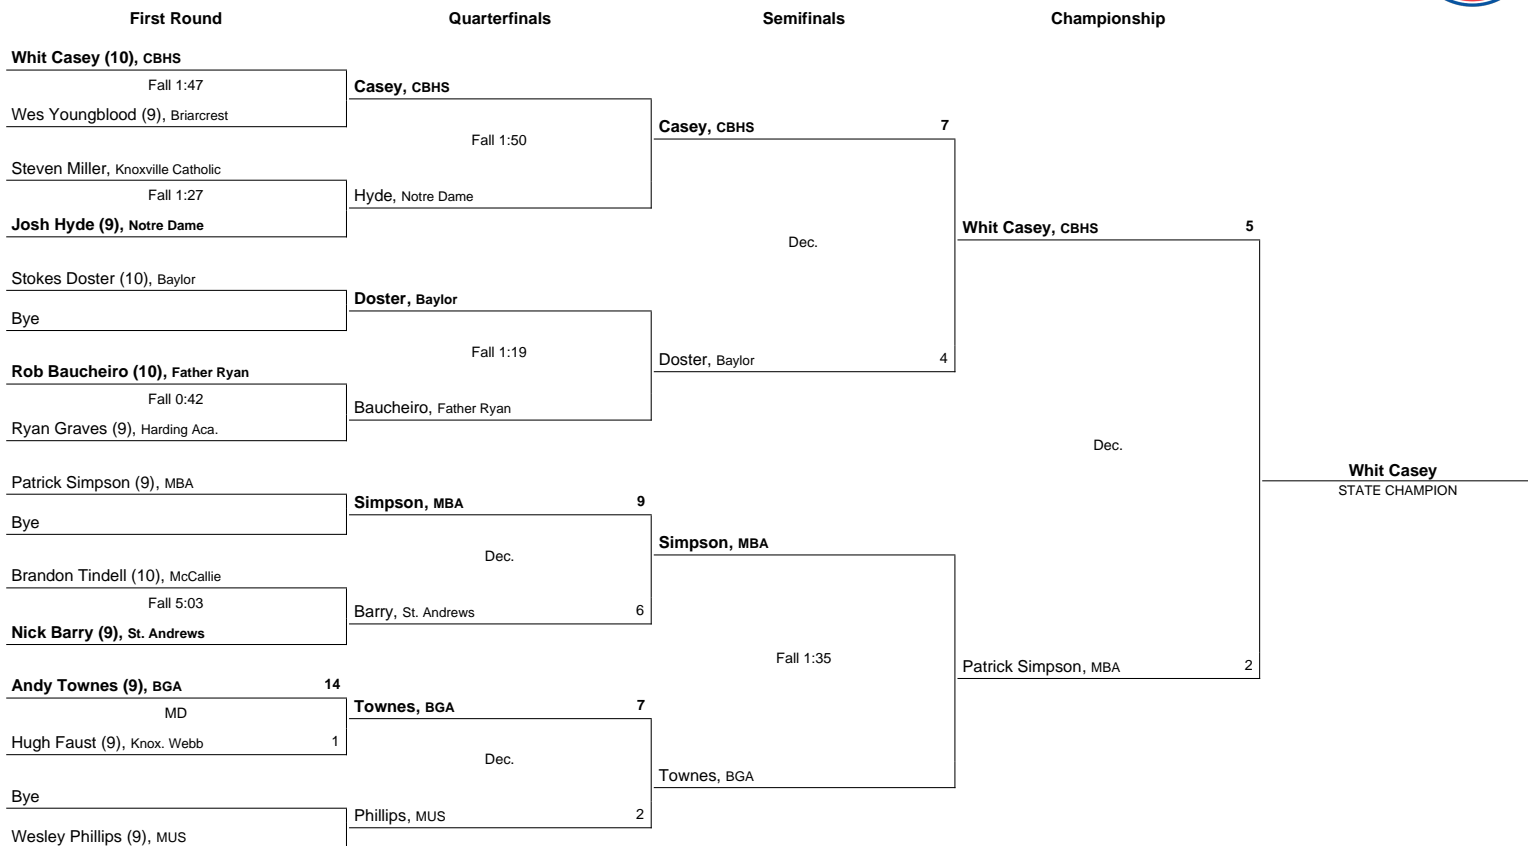 First Round Quarterfinals Semifinals Championship
Whit Casey (10), CBHS
Fall 1:47
Wes Youngblood (9), Briarcrest
Steven Miller, Knoxville Catholic
Fall 1:27
Josh Hyde (9), Notre Dame
Stokes Doster (10), Baylor
Bye
Rob Baucheiro (10), Father Ryan
Fall 0:42
Ryan Graves (9), Harding Aca.
Patrick Simpson (9), MBA
Bye
Brandon Tindell (10), McCallie
Fall 5:03
Nick Barry (9), St. Andrews
Andy Townes (9), BGA 14
MD
Hugh Faust (9), Knox. Webb 1
Bye
Wesley Phillips (9), MUS
Casey, CBHS
Fall 1:50
Hyde, Notre Dame
Doster, Baylor
Fall 1:19
Baucheiro, Father Ryan
Simpson, MBA 9
Dec.
Barry, St. Andrews 6
Townes, BGA 7
Dec.
Phillips, MUS 2
Casey, CBHS 7
Dec.
Doster, Baylor 4
Simpson, MBA
Fall 1:35
Townes, BGA
Whit Casey, CBHS 5
Dec.
Patrick Simpson, MBA 2
Whit Casey
STATE CHAMPION